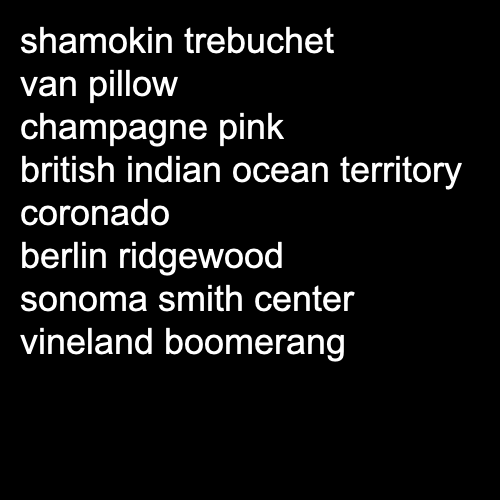 shamokin trebuchet
van pillow
champagne pink
british indian ocean territory
coronado
berlin ridgewood
sonoma smith center
vineland boomerang